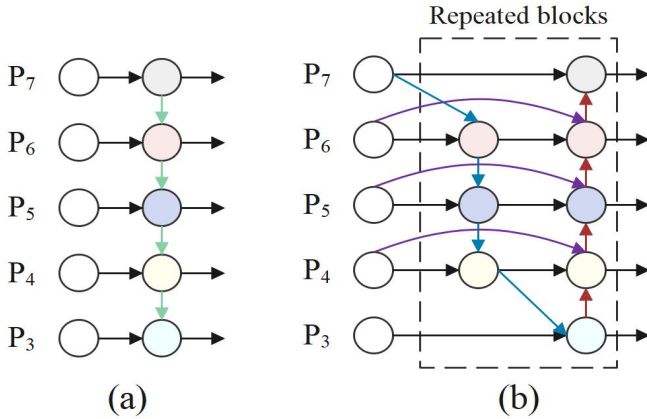 Repeated blocks
P₇ P₇
P₆ P₆
P₅ P₅
P₄ P₄
P₃ P₃
(a) (b)